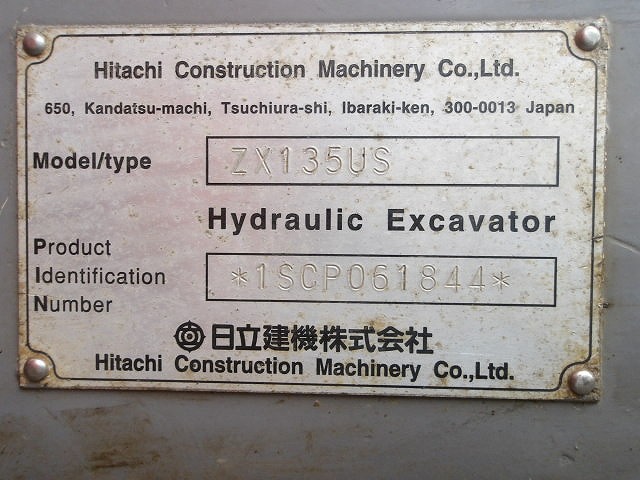 Hitachi Construction Machinery Co.,Ltd.
650, Kandatsu-machi, Tsuchiura-shi, Ibaraki-ken, 300-0013 Japan
Model/type ZX135US
Hydraulic Excavator
Product
Identification *1SCP061844*
Number
日立建機株式会社
Hitachi Construction Machinery Co.,Ltd.